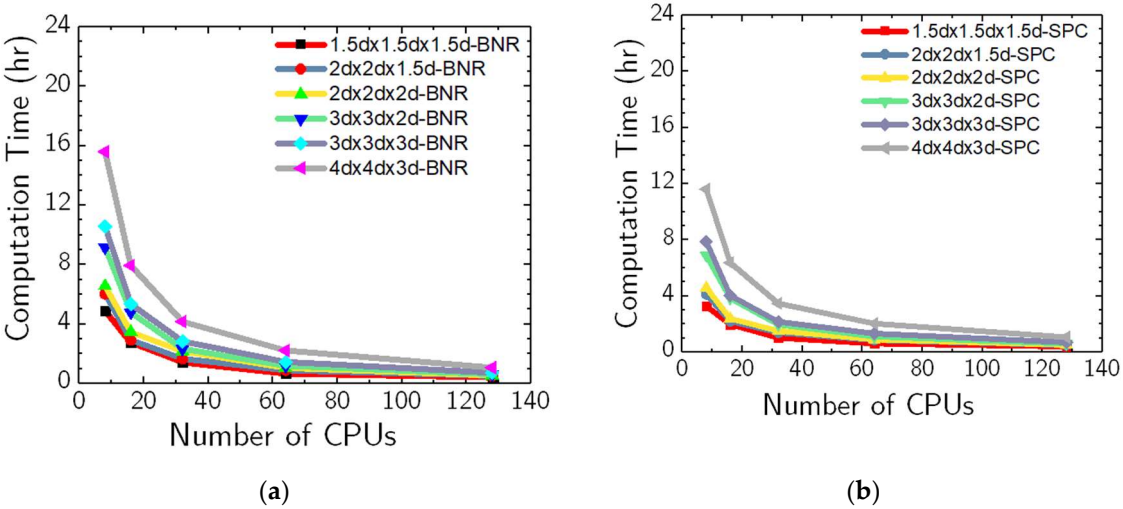 24
20
16
12
8
4
0
Computation Time (hr)
1.5dx1.5dx1.5d-BNR
2dx2dx1.5d-BNR
2dx2dx2d-BNR
3dx3dx2d-BNR
3dx3dx3d-BNR
4dx4dx3d-BNR
0 20 40 60 80 100 120 140
Number of CPUs
(a)
24
20
16
12
8
4
0
Computation Time (hr)
1.5dx1.5dx1.5d-SPC
2dx2dx1.5d-SPC
2dx2dx2d-SPC
3dx3dx2d-SPC
3dx3dx3d-SPC
4dx4dx3d-SPC
0 20 40 60 80 100 120 140
Number of CPUs
(b)